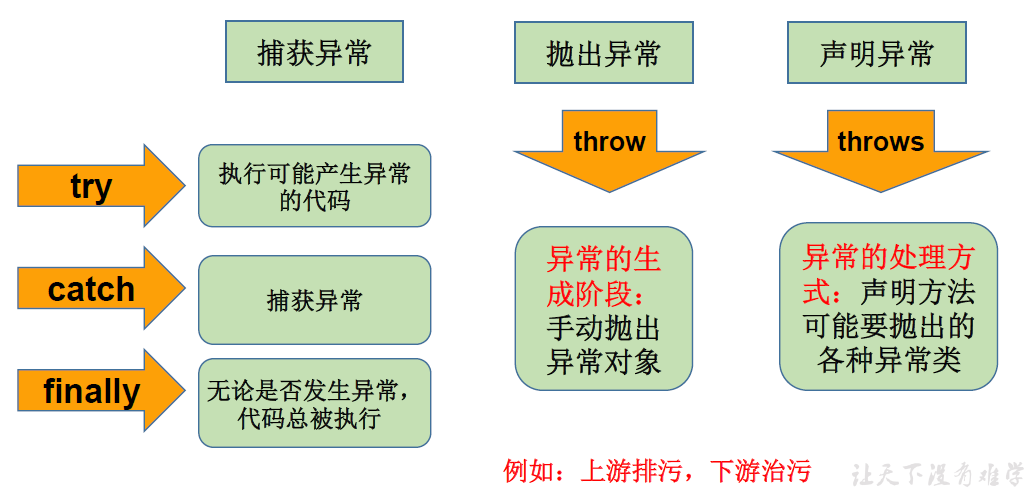 捕获异常
try
执行可能产生异常
的代码
catch
捕获异常
finally
无论是否发生异常，
代码总被执行
抛出异常
throw
异常的生
成阶段：
手动抛出
异常对象
声明异常
throws
异常的处理方
式：声明方法
可能要抛出的
各种异常类
例如：上游排污，下游治污
让天下没有难学